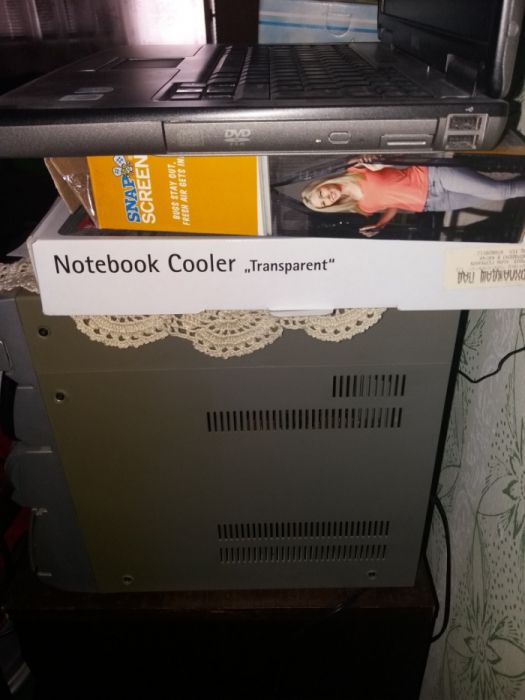 DVD
SNAP
SCREEN
BUGS STAY OUT,
FRESH AIR GETS IN.
Notebook Cooler „Transparent“